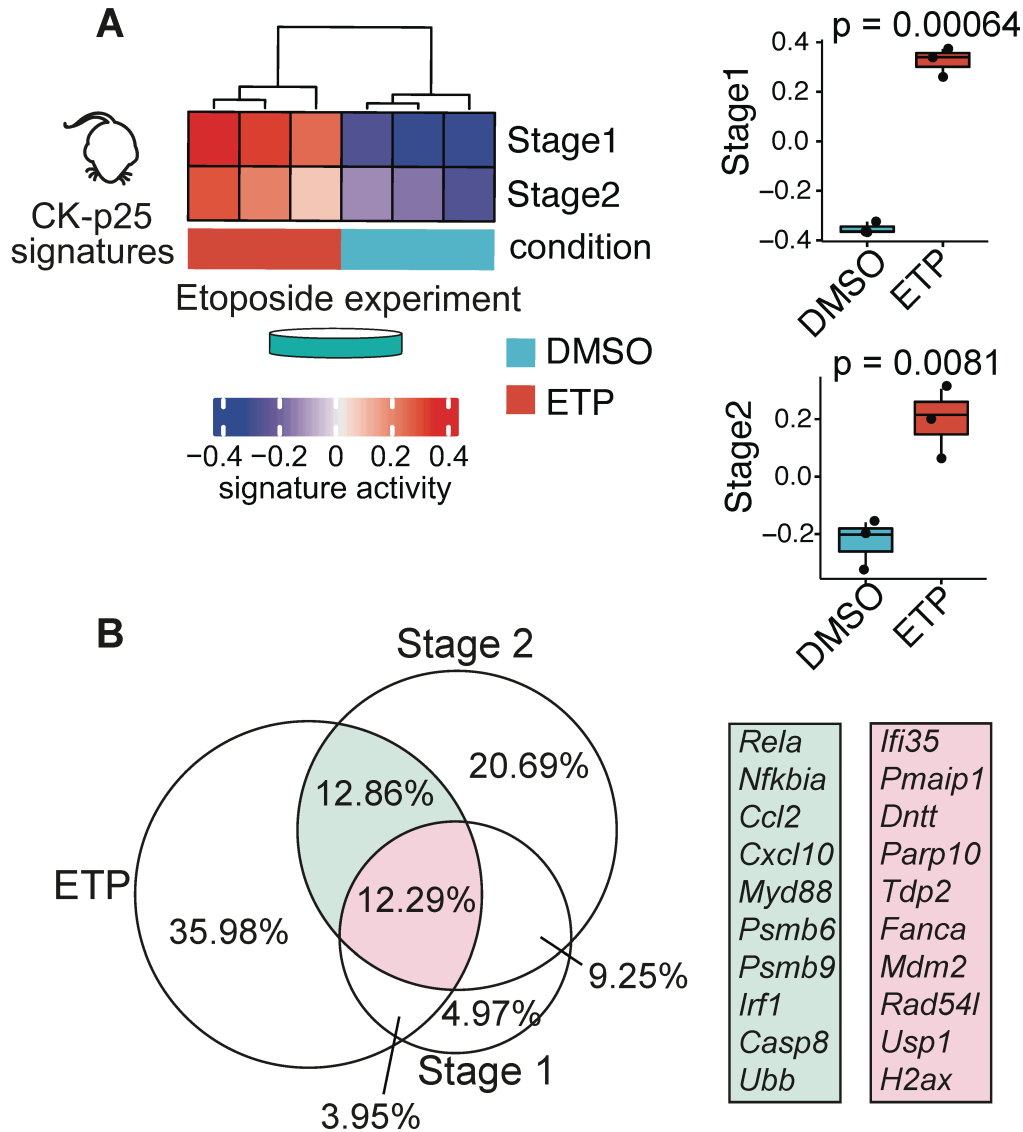 A
Stage1
Stage2
condition
CK-p25
signatures
Etoposide experiment
DMSO
ETP
−0.4 −0.2 0 0.2 0.4
signature activity
p = 0.00064
Stage1
0.4
0.2
0.0
−0.2
−0.4
DMSO
ETP
p = 0.0081
Stage2
0.2
0.0
−0.2
DMSO
ETP
B
Stage 2
ETP
Stage 1
20.69%
12.86%
12.29%
35.98%
9.25%
4.97%
3.95%
Rela
Nfkbia
Ccl2
Cxcl10
Myd88
Psmb6
Psmb9
Irf1
Casp8
Ubb
Ifi35
Pmaip1
Dntt
Parp10
Tdp2
Fanca
Mdm2
Rad54l
Usp1
H2ax